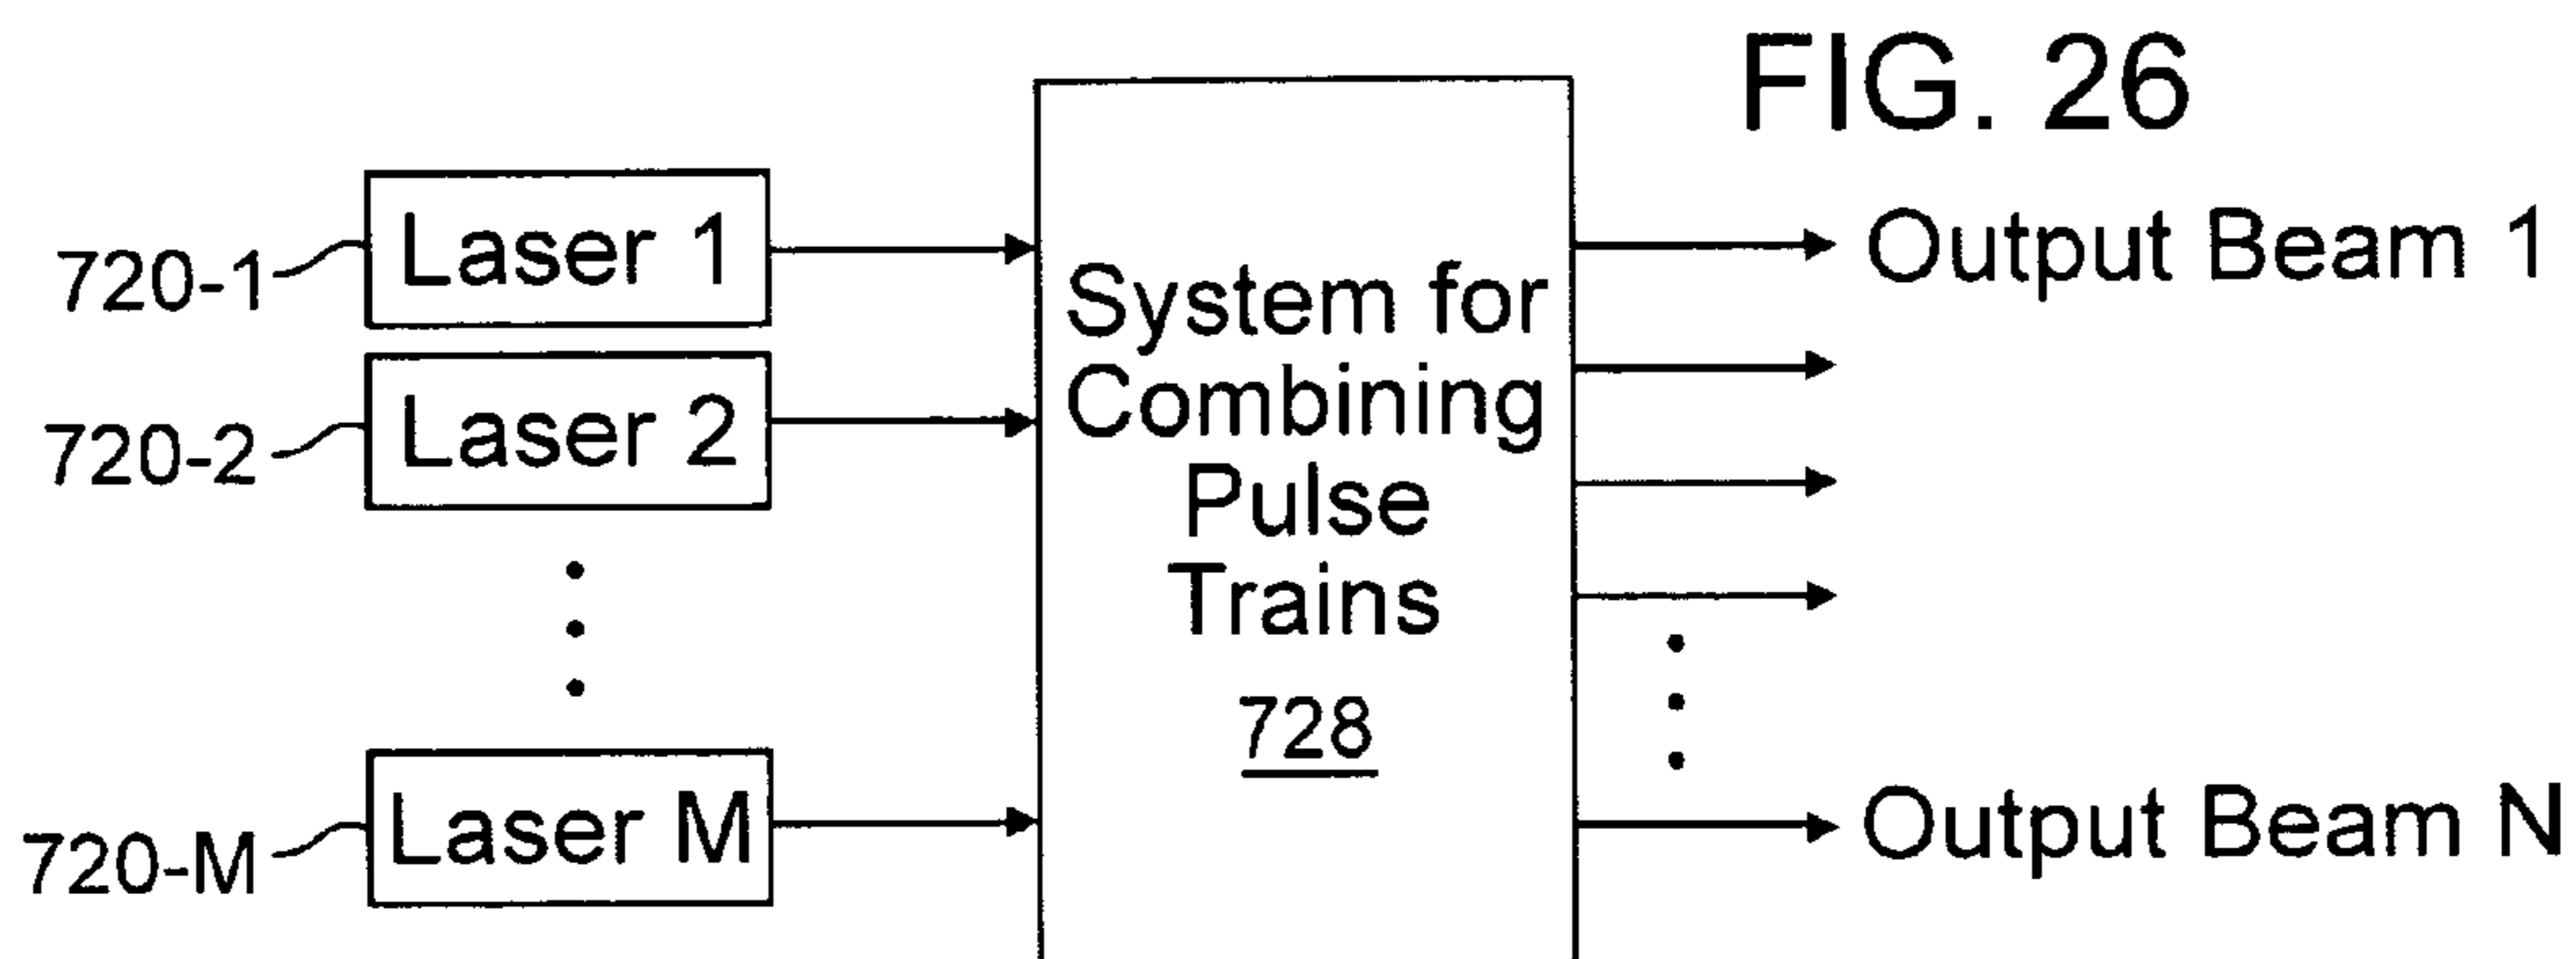 FIG. 26
720-1
Laser 1
720-2
Laser 2
720-M
Laser M
System for
Combining
Pulse
Trains
728
Output Beam 1
Output Beam N